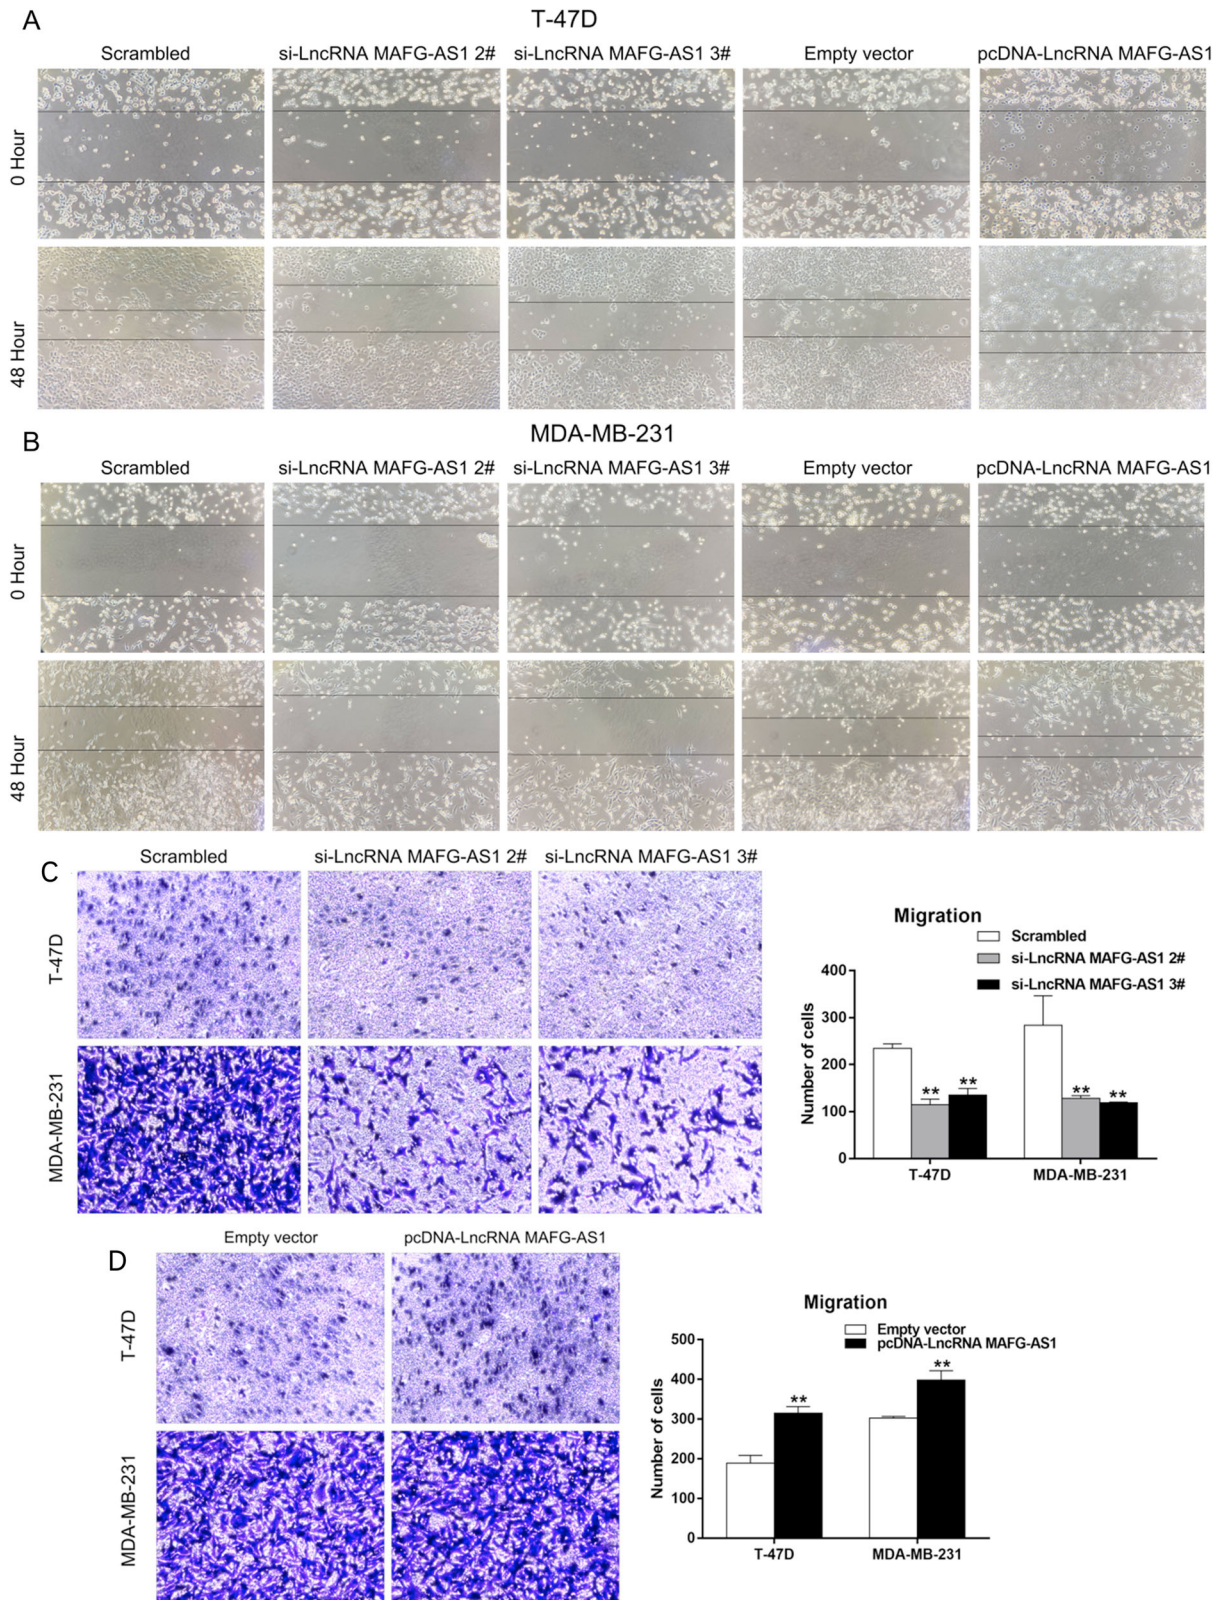 A
T-47D
Scrambled
si-LncRNA MAFG-AS1 2#
si-LncRNA MAFG-AS1 3#
Empty vector
pcDNA-LncRNA MAFG-AS1
0 Hour
48 Hour
B
MDA-MB-231
Scrambled
si-LncRNA MAFG-AS1 2#
si-LncRNA MAFG-AS1 3#
Empty vector
pcDNA-LncRNA MAFG-AS1
0 Hour
48 Hour
C
Scrambled
si-LncRNA MAFG-AS1 2#
si-LncRNA MAFG-AS1 3#
T-47D
MDA-MB-231
Migration
Scrambled
si-LncRNA MAFG-AS1 2#
si-LncRNA MAFG-AS1 3#
Number of cells
400
300
200
100
0
**
**
**
**
T-47D
MDA-MB-231
D
Empty vector
pcDNA-LncRNA MAFG-AS1
T-47D
MDA-MB-231
Migration
Empty vector
pcDNA-LncRNA MAFG-AS1
Number of cells
500
400
300
200
100
0
**
**
T-47D
MDA-MB-231